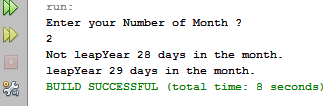 run:
Enter your Number of Month ?
2
Not leapYear 28 days in the month.
leapYear 29 days in the month.
BUILD SUCCESSFUL (total time: 8 seconds)